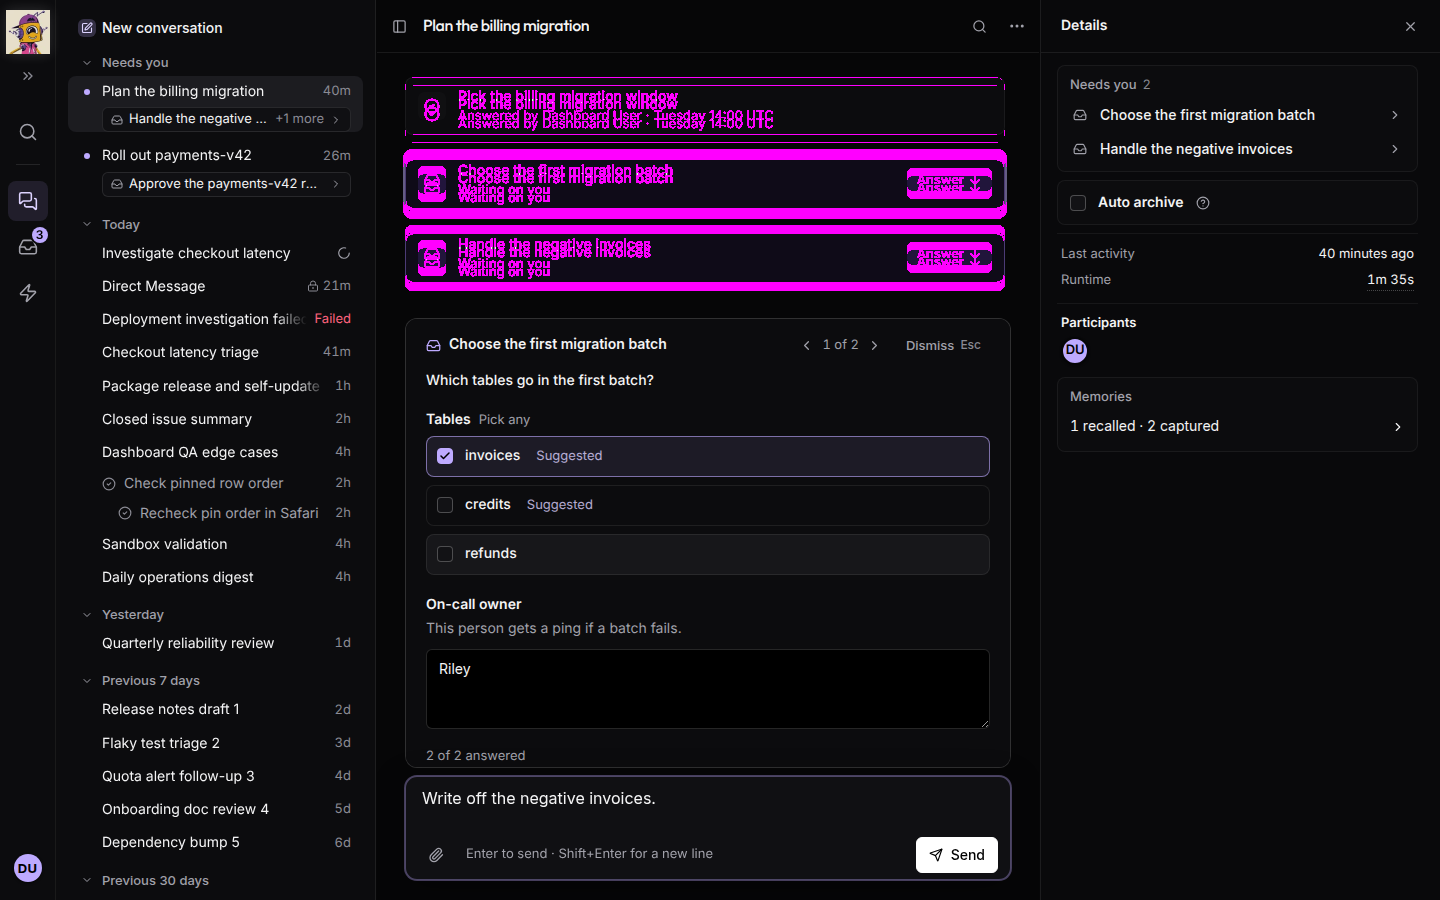 New conversation
Needs you
Plan the billing migration 40m
Handle the negative ... +1 more
Roll out payments-v42 26m
Approve the payments-v42 r...
Today
Investigate checkout latency
Direct Message 21m
Deployment investigation failed Failed
Checkout latency triage 41m
Package release and self-update 1h
Closed issue summary 2h
Dashboard QA edge cases 4h
Check pinned row order 2h
Recheck pin order in Safari 2h
Sandbox validation 4h
Daily operations digest 4h
Yesterday
Quarterly reliability review 1d
Previous 7 days
Release notes draft 1 2d
Flaky test triage 2 3d
Quota alert follow-up 3 4d
Onboarding doc review 4 5d
Dependency bump 5 6d
Previous 30 days
3
DU
Plan the billing migration
Pick the billing migration window
Answered by Dashboard User · Tuesday 14:00 UTC
Choose the first migration batch
Waiting on you
Answer
Handle the negative invoices
Waiting on you
Answer
Choose the first migration batch 1 of 2 Dismiss Esc
Which tables go in the first batch?
Tables Pick any
invoices Suggested
credits Suggested
refunds
On-call owner
This person gets a ping if a batch fails.
Riley
2 of 2 answered
Write off the negative invoices.
Enter to send · Shift+Enter for a new line
Send
Details
Needs you 2
Choose the first migration batch
Handle the negative invoices
Auto archive
Last activity 40 minutes ago
Runtime 1m 35s
Participants
DU
Memories
1 recalled · 2 captured